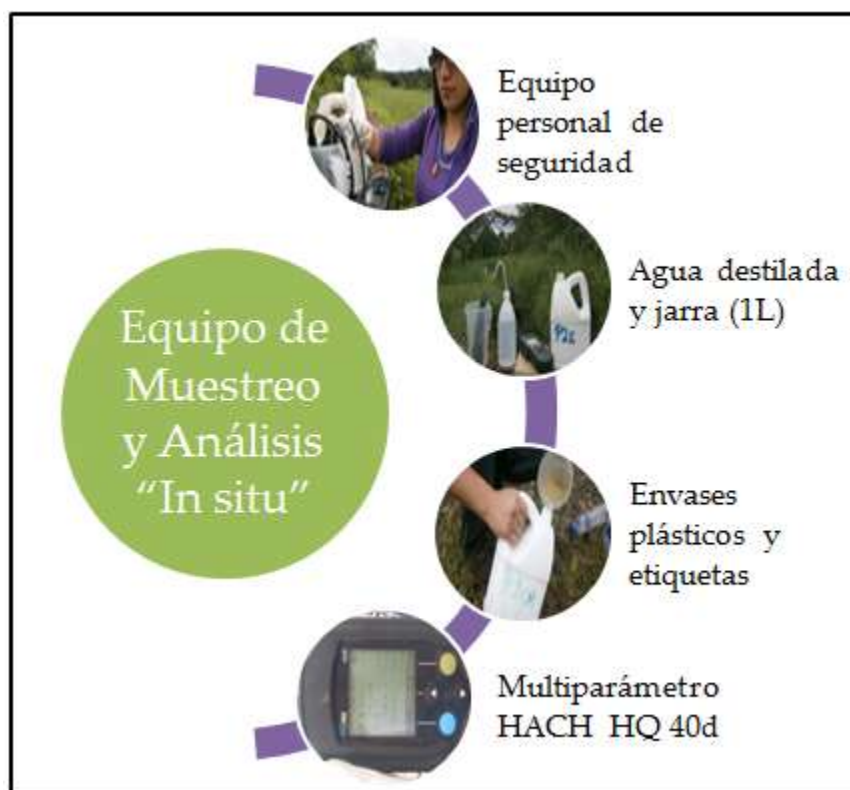 Equipo de
Muestreo
y Análisis
“In situ”
Equipo
personal de
seguridad
Agua destilada
y jarra (1L)
Envases
plásticos y
etiquetas
Multiparámetro
HACH HQ 40d